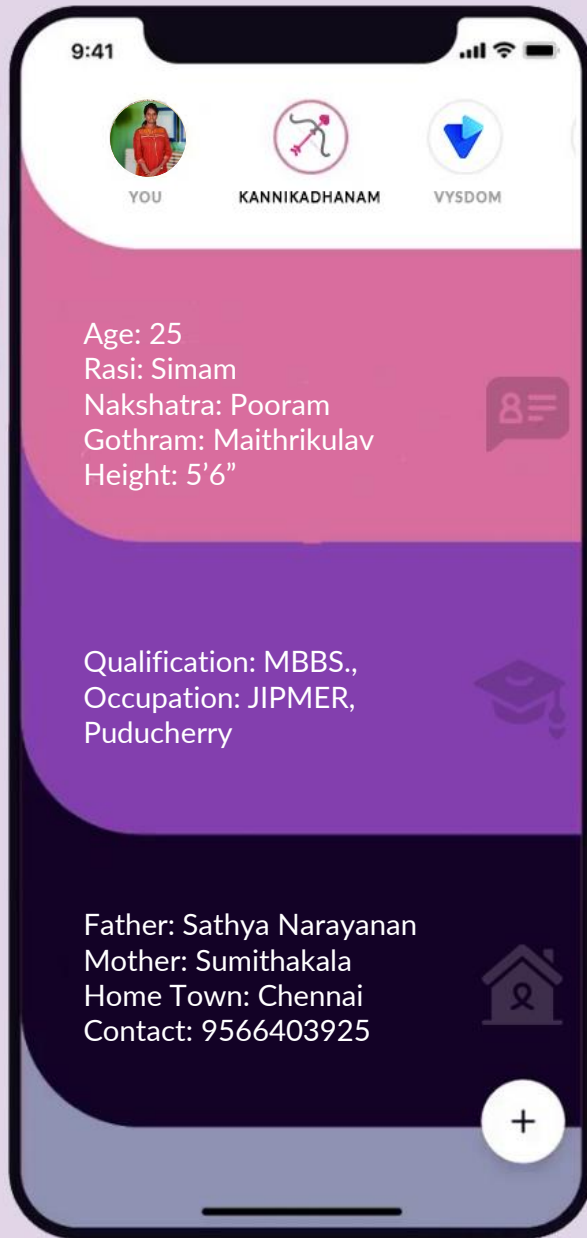 9:41
YOU
KANNIKADHANAM
VYSDOM
Age: 25
Rasi: Simam
Nakshatra: Pooram
Gothram: Maithrikulav
Height: 5’6”
Qualification: MBBS.,
Occupation: JIPMER,
Puducherry
Father: Sathya Narayanan
Mother: Sumithakala
Home Town: Chennai
Contact: 9566403925
+